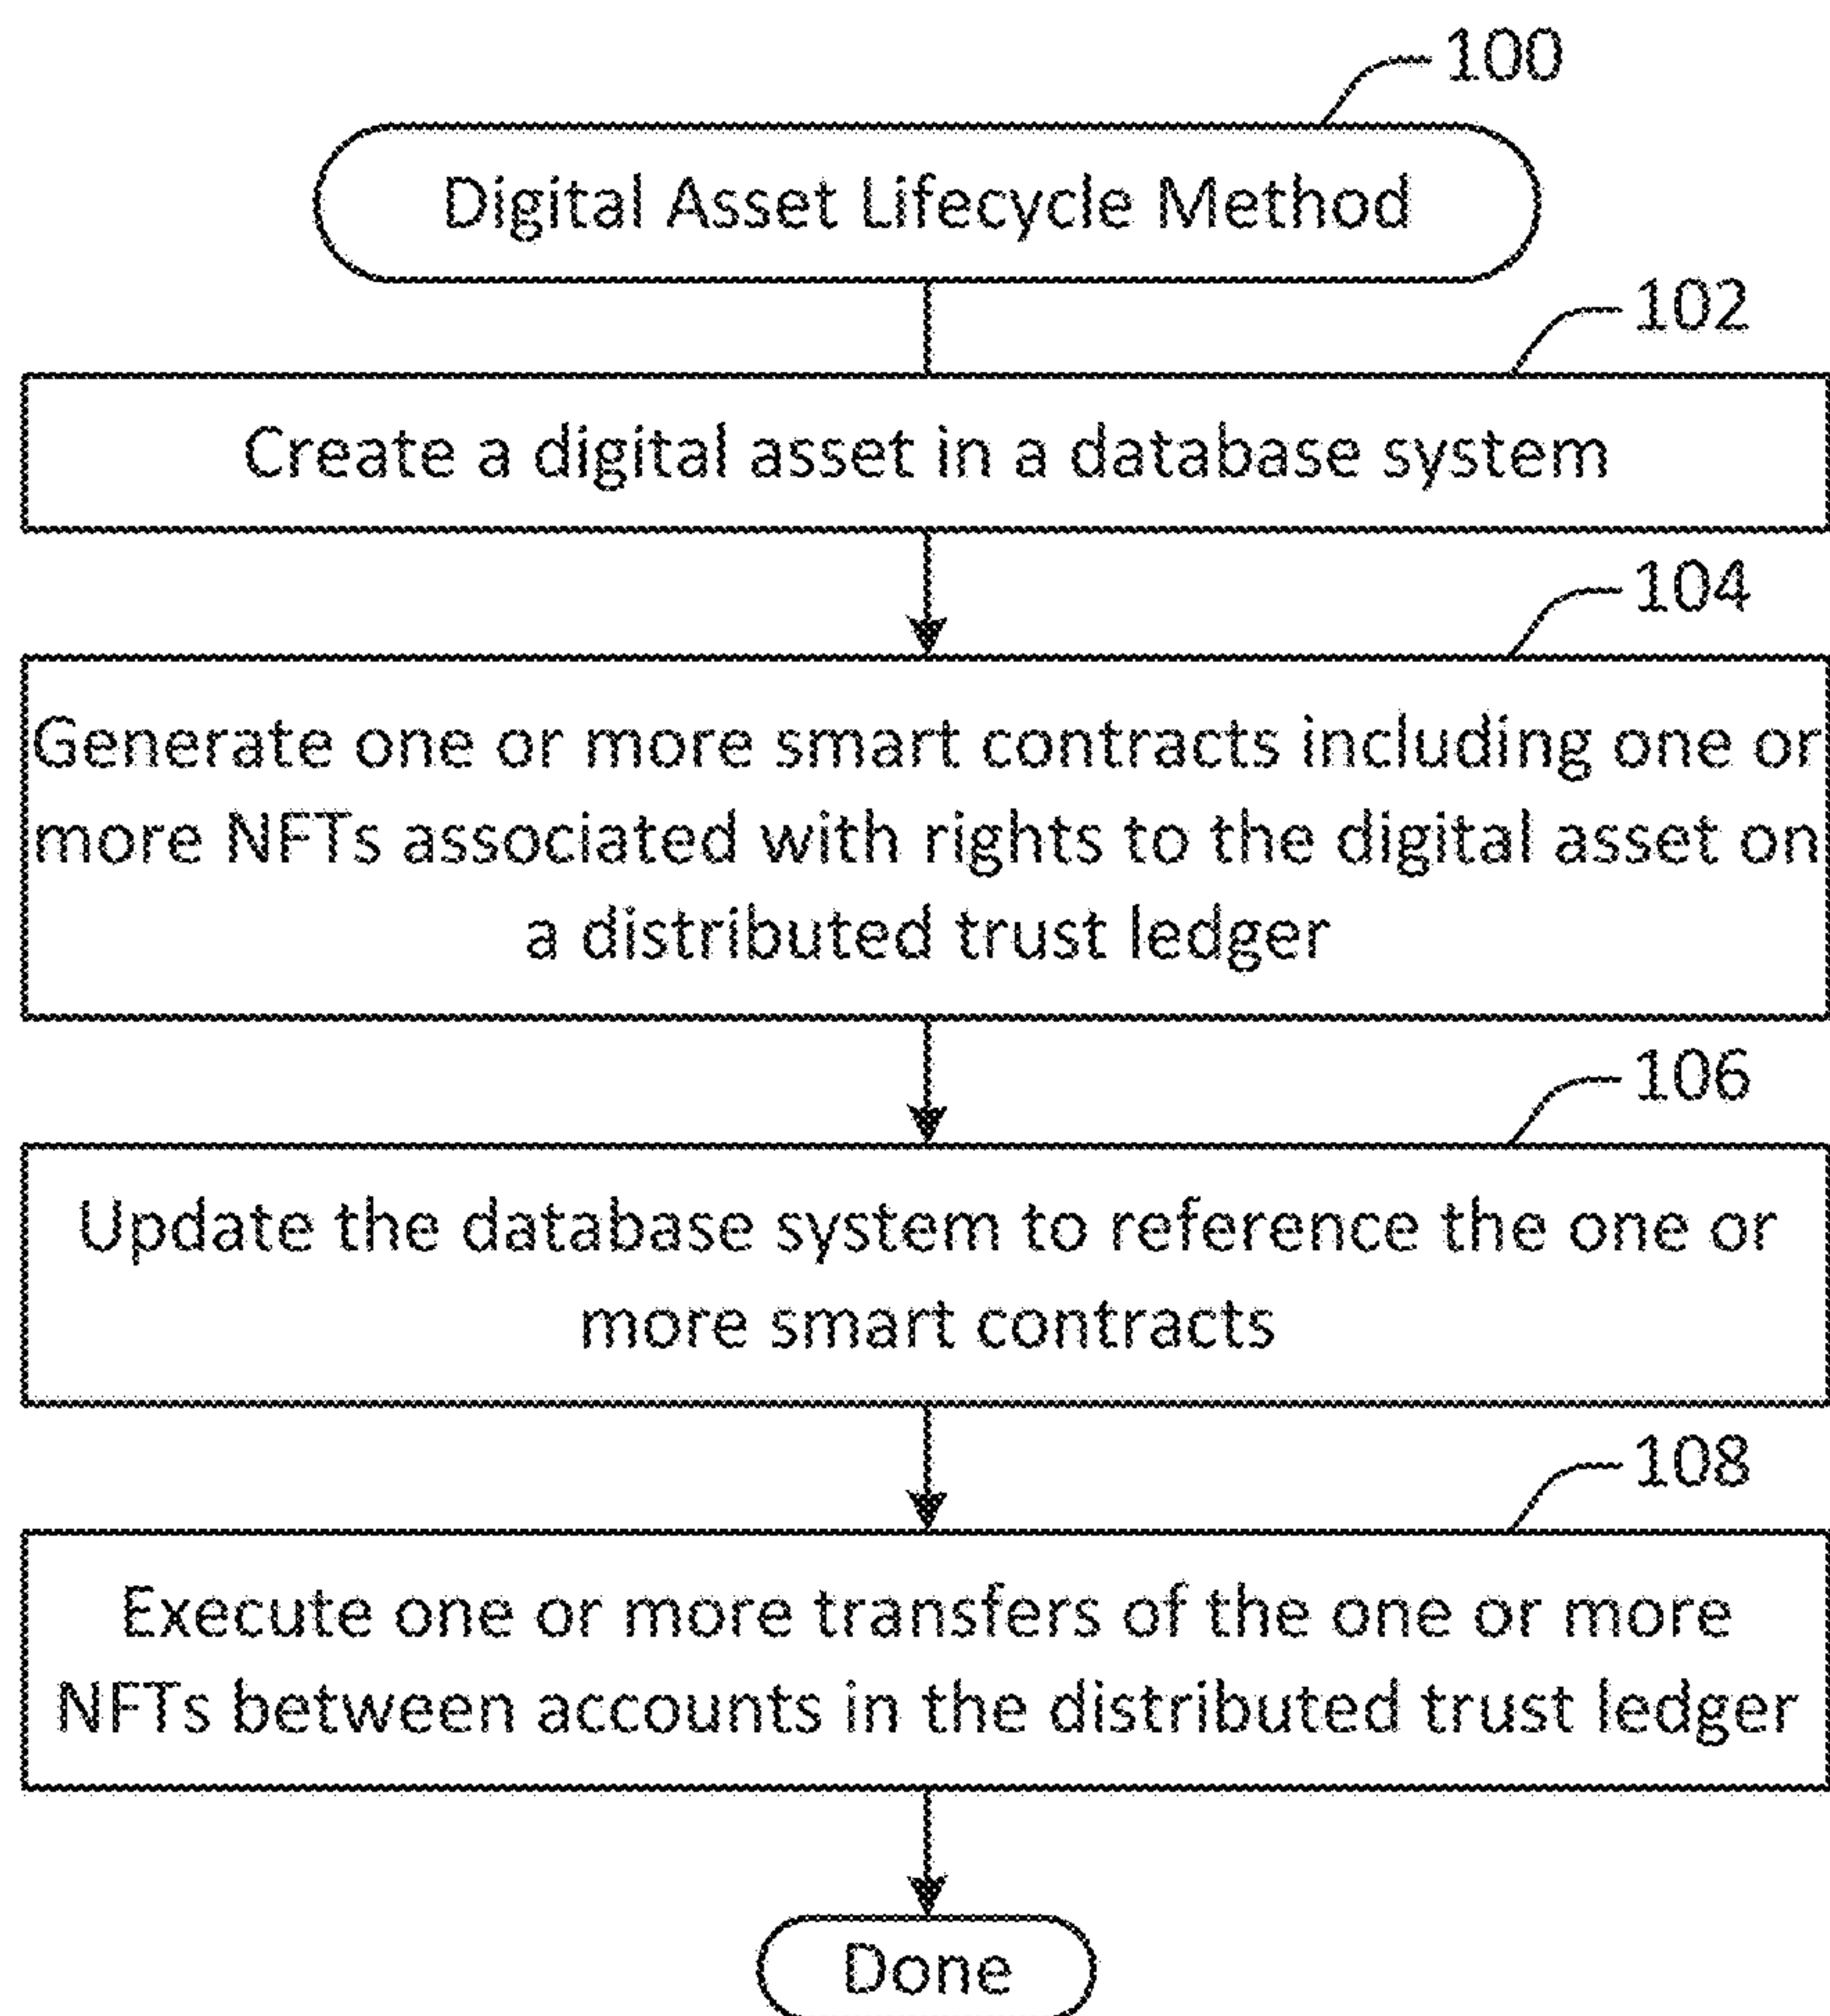 100
Digital Asset Lifecycle Method
102
Create a digital asset in a database system
104
Generate one or more smart contracts including one or
more NFTs associated with rights to the digital asset on
a distributed trust ledger
106
Update the database system to reference the one or
more smart contracts
108
Execute one or more transfers of the one or more
NFTs between accounts in the distributed trust ledger
Done